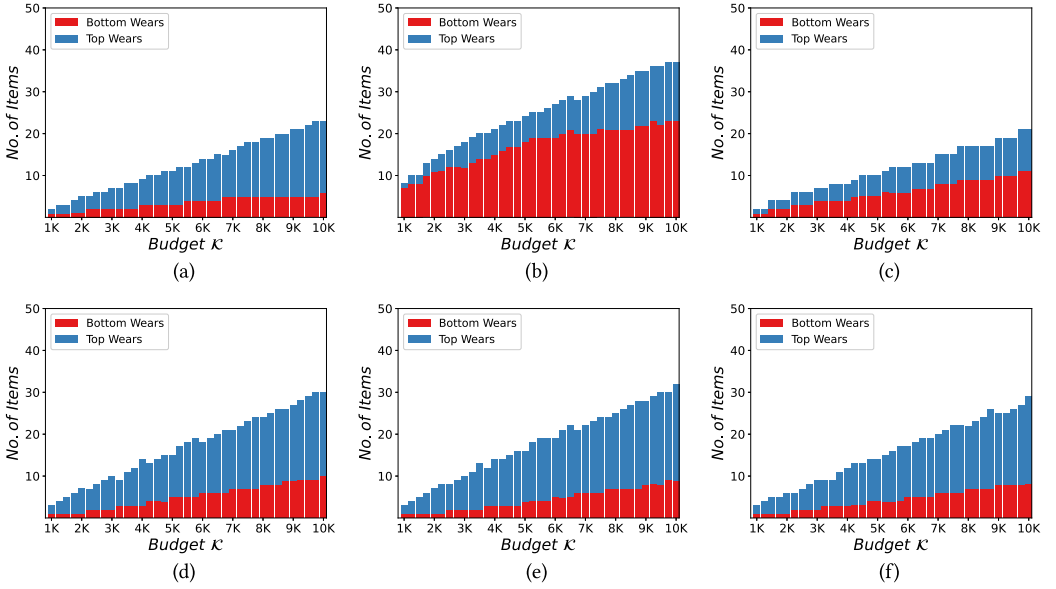 50
40
30
20
10
No. of Items
Bottom Wears
Top Wears
1K 2K 3K 4K 5K 6K 7K 8K 9K 10K
Budget 𝒦
(a)
50
40
30
20
10
No. of Items
Bottom Wears
Top Wears
1K 2K 3K 4K 5K 6K 7K 8K 9K 10K
Budget 𝒦
(b)
50
40
30
20
10
No. of Items
Bottom Wears
Top Wears
1K 2K 3K 4K 5K 6K 7K 8K 9K 10K
Budget 𝒦
(c)
50
40
30
20
10
No. of Items
Bottom Wears
Top Wears
1K 2K 3K 4K 5K 6K 7K 8K 9K 10K
Budget 𝒦
(d)
50
40
30
20
10
No. of Items
Bottom Wears
Top Wears
1K 2K 3K 4K 5K 6K 7K 8K 9K 10K
Budget 𝒦
(e)
50
40
30
20
10
No. of Items
Bottom Wears
Top Wears
1K 2K 3K 4K 5K 6K 7K 8K 9K 10K
Budget 𝒦
(f)